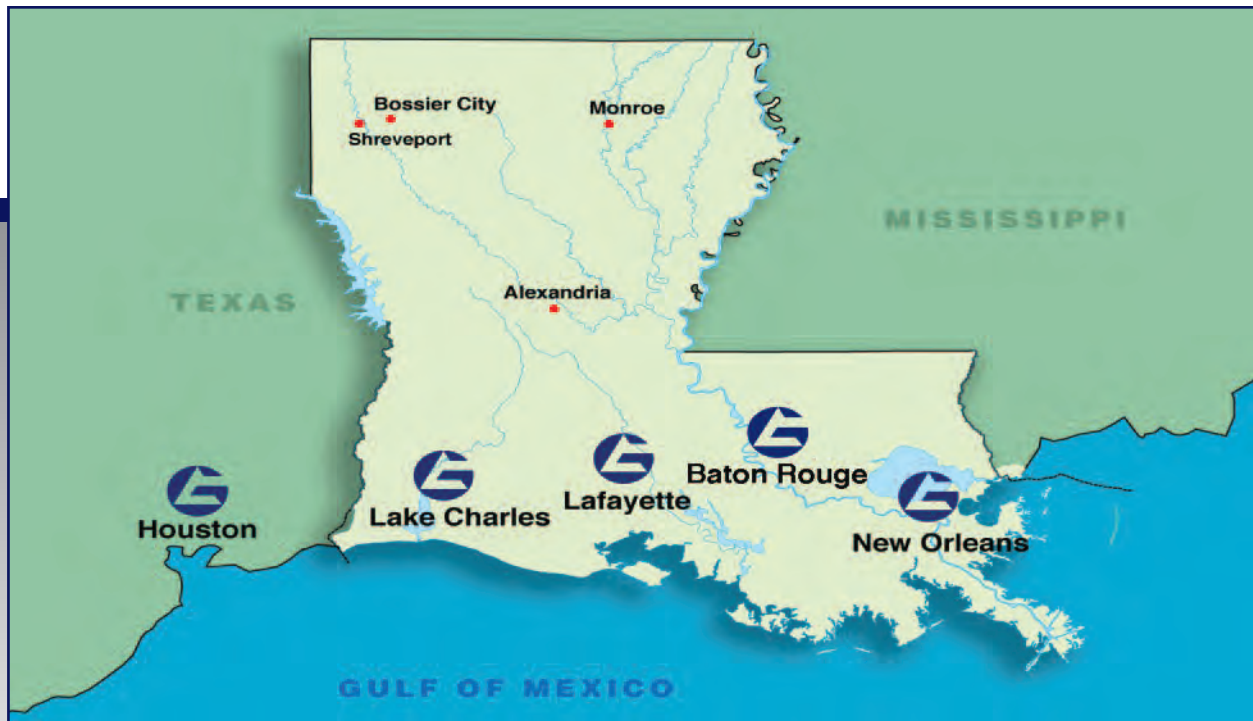 Bossier City
Monroe
Shreveport
MISSISSIPPI
Alexandria
TEXAS
Baton Rouge
Lafayette
Lake Charles
Houston
New Orleans
GULF OF MEXICO